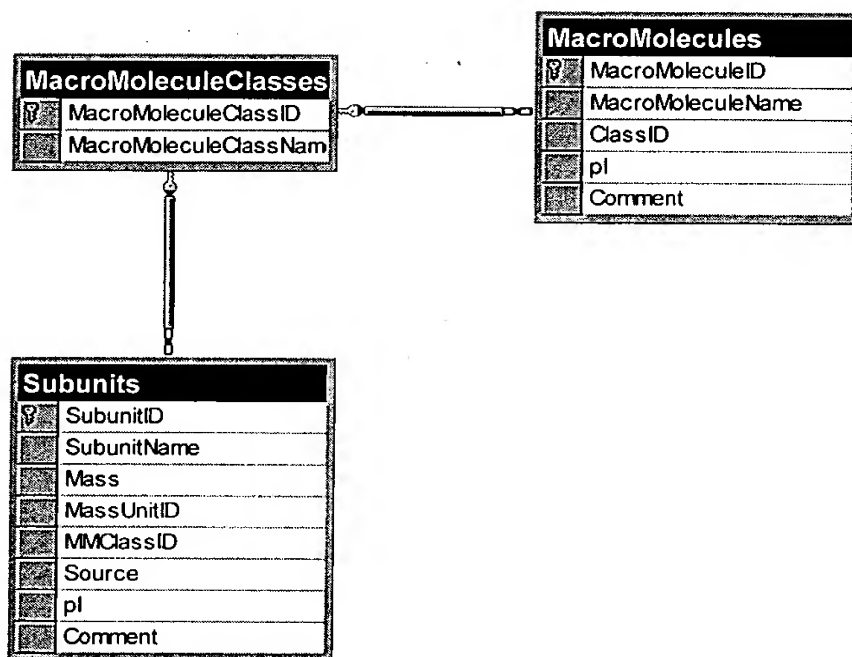 MacroMoleculeClasses
MacroMoleculeClassID
MacroMoleculeClassNam
MacroMolecules
MacroMoleculeID
MacroMoleculeName
ClassID
pI
Comment
Subunits
SubunitID
SubunitName
Mass
MassUnitID
MMClassID
Source
pI
Comment